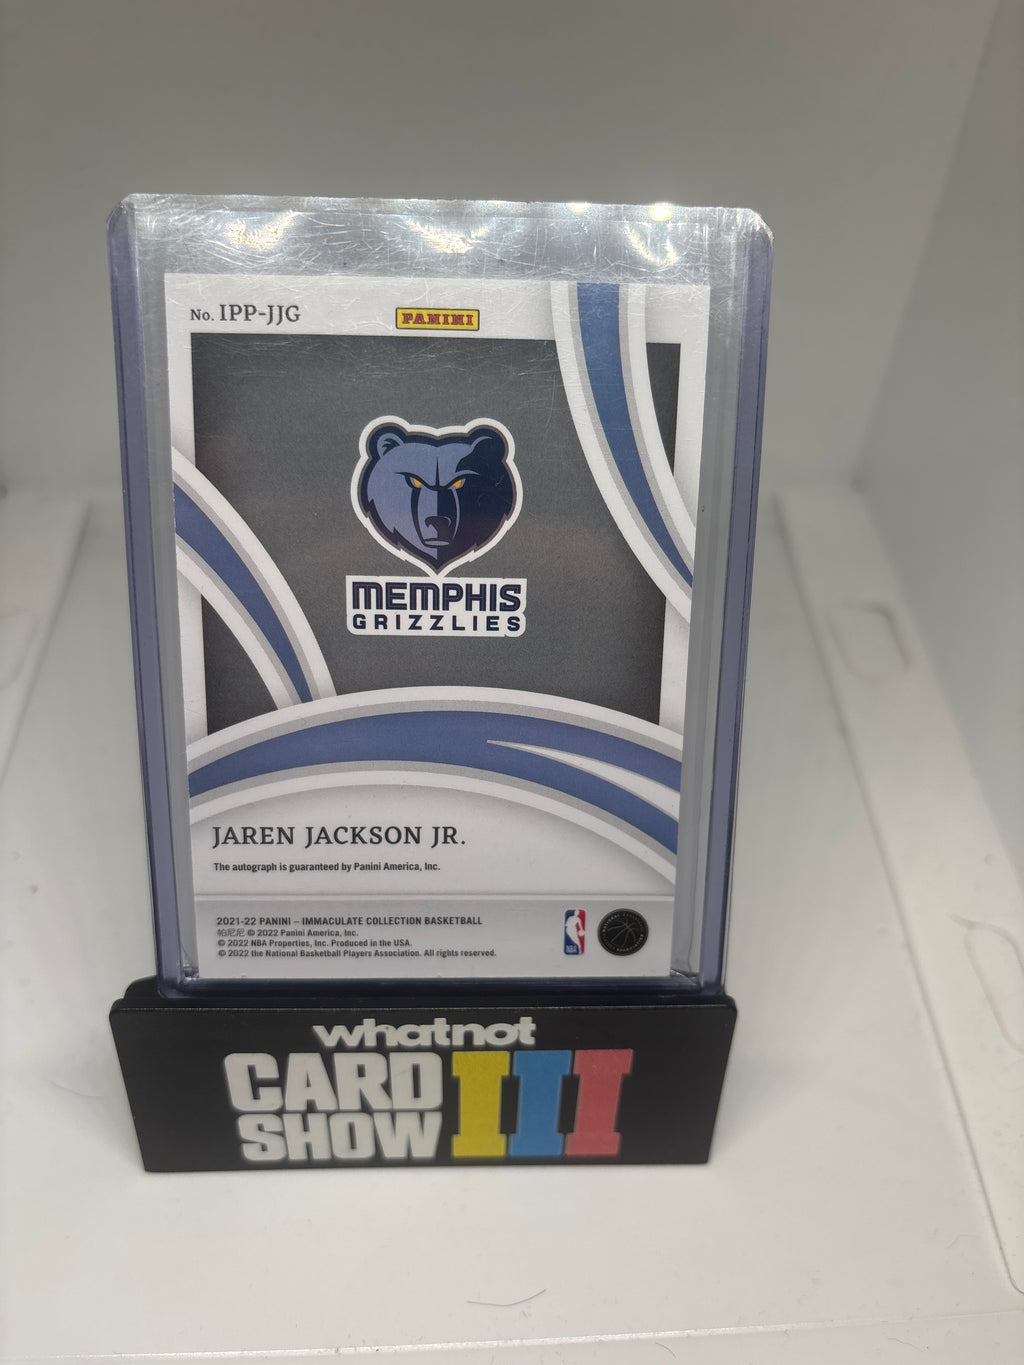 No. IPP-JJG
PANINI
MEMPHIS
GRIZZLIES
JAREN JACKSON JR.
The autograph is guaranteed by Panini America, Inc.
2021-22 PANINI – IMMACULATE COLLECTION BASKETBALL
帕尼尼 © 2022 Panini America, Inc.
© 2022 NBA Properties, Inc. Produced in the USA.
© 2022 the National Basketball Players Association. All rights reserved.
NBA
whatnot
CARD
SHOW
III